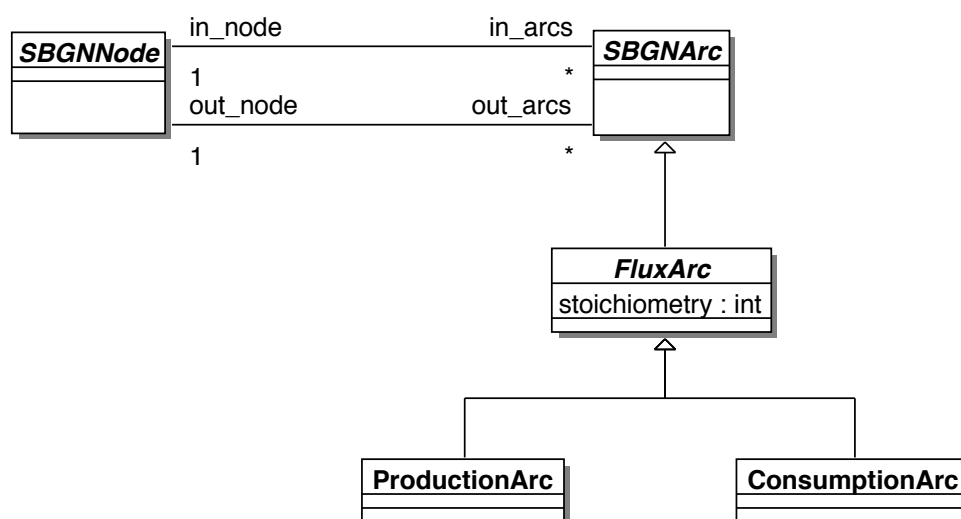 in_node in_arcs
SBGNNode SBGNArc
1 *
out_node out_arcs
1 *
FluxArc
stoichiometry : int
ProductionArc ConsumptionArc